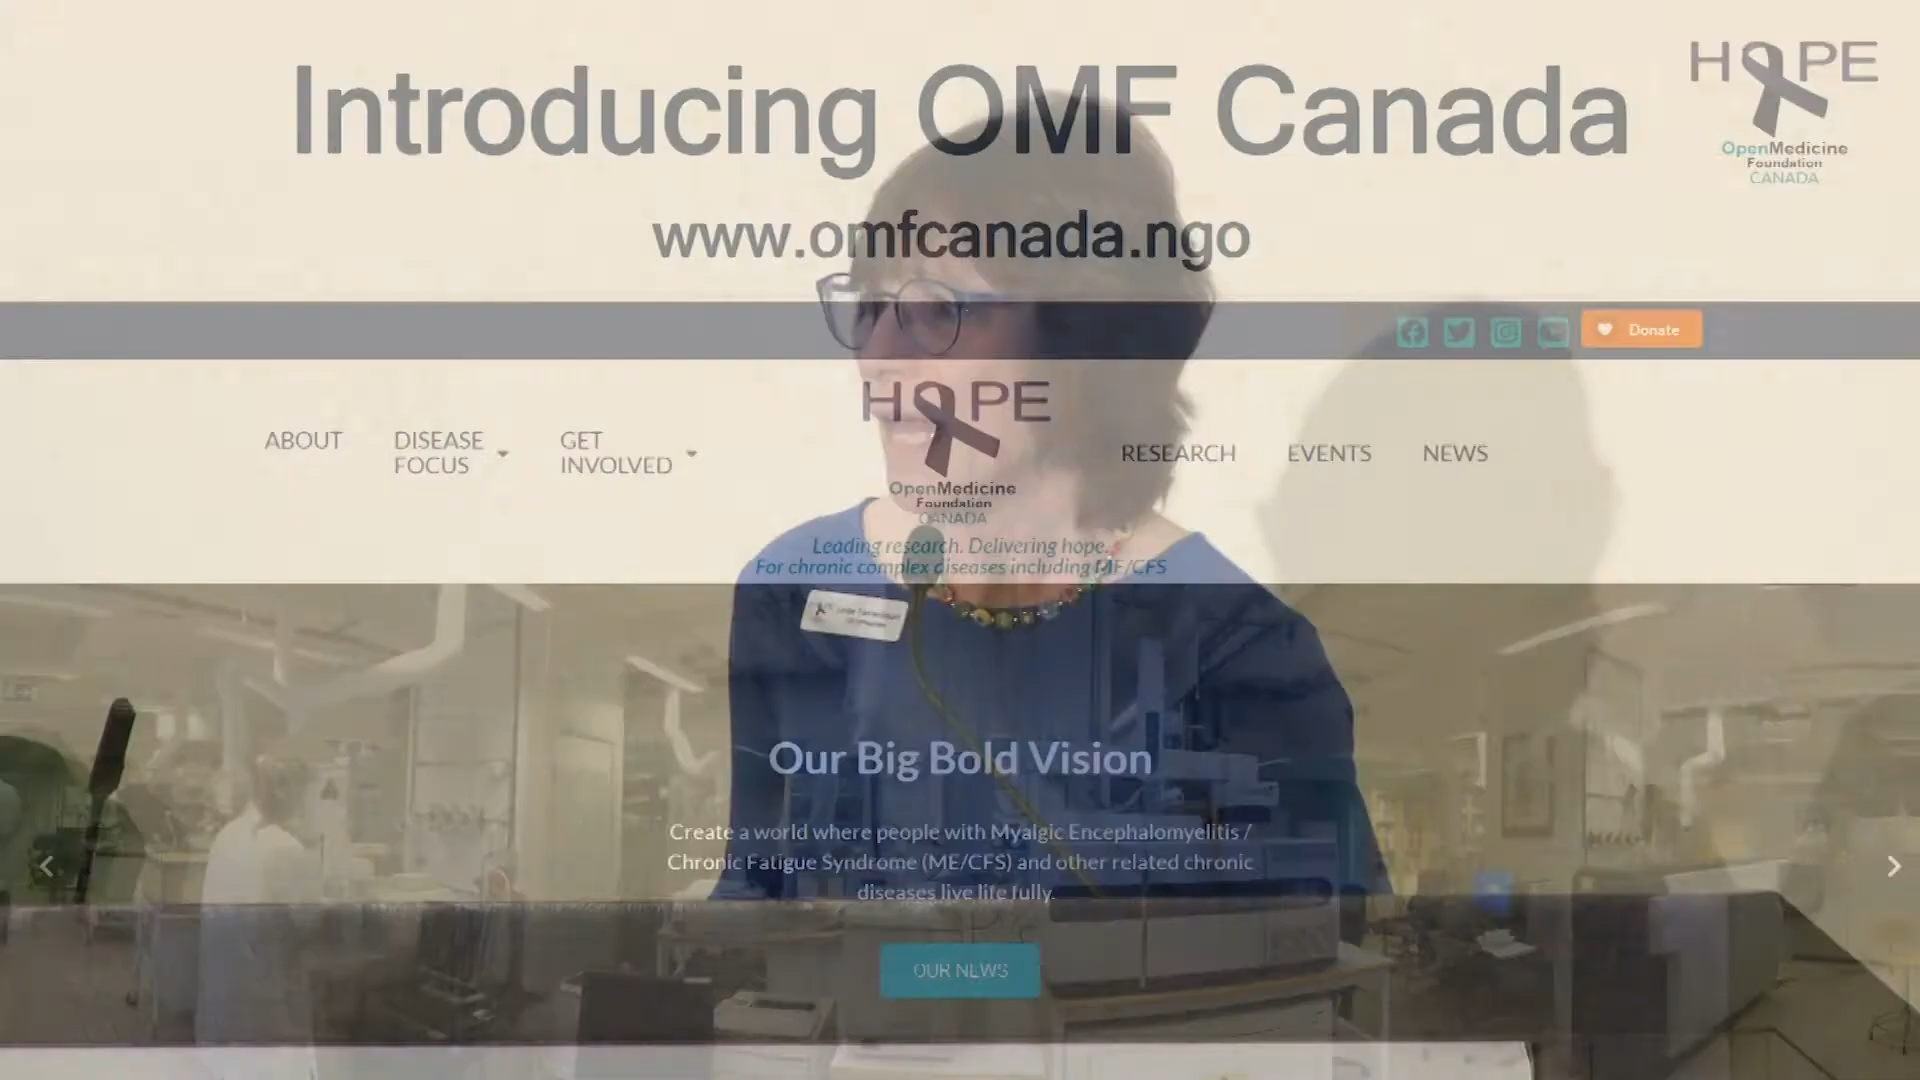 Introducing OMF Canada
HOPE
OpenMedicine
Foundation
CANADA
www.omfcanada.ngo
Donate
ABOUT
DISEASE
FOCUS
GET
INVOLVED
HOPE
OpenMedicine
Foundation
CANADA
RESEARCH
EVENTS
NEWS
Leading research. Delivering hope.
For chronic complex diseases including ME/CFS
Our Big Bold Vision
Create a world where people with Myalgic Encephalomyelitis /
Chronic Fatigue Syndrome (ME/CFS) and other related chronic
diseases live life fully.
OUR NEWS